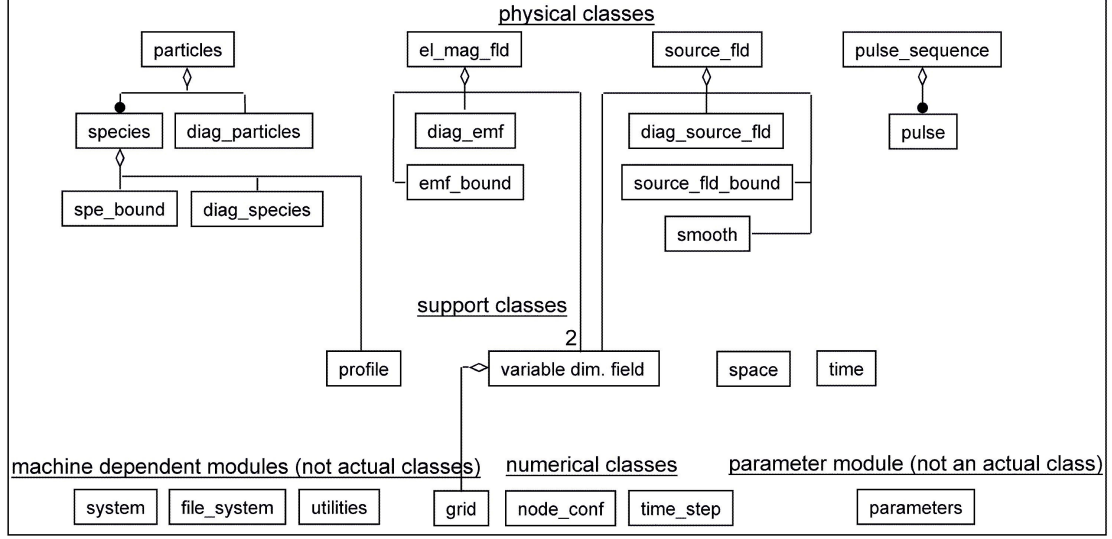 physical classes
particles
el_mag_fld
source_fld
pulse_sequence
species
diag_particles
diag_emf
diag_source_fld
pulse
emf_bound
source_fld_bound
spe_bound
diag_species
smooth
support classes
2
profile
variable dim. field
space
time
machine dependent modules (not actual classes)
numerical classes
parameter module (not an actual class)
system
file_system
utilities
grid
node_conf
time_step
parameters